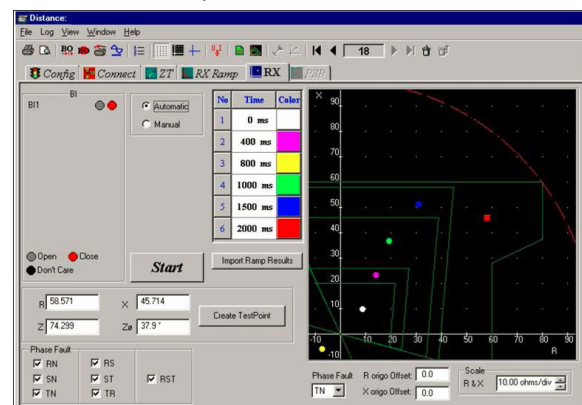 Distance:
File Log View Window Help
BQ 18
Config Connect ZT RX Ramp RX PSB
BI
BI1
Automatic
Manual
No Time Color
1 0 ms
2 400 ms
3 800 ms
4 1000 ms
5 1500 ms
6 2000 ms
Open Close
Don't Care
Start
Import Ramp Results
R 58.571 X 45.714
Z 74.299 Zø 37.9°
Create TestPoint
Phase Fault
RN RS
SN ST RST
TN TR
X
90
80
70
60
50
40
30
20
10
-10 10 20 30 40 50 60 70 80 90
-10
R
Phase Fault R origo Offset: 0.0
TN X origo Offset: 0.0
Scale
R & X 10.00 ohms/div